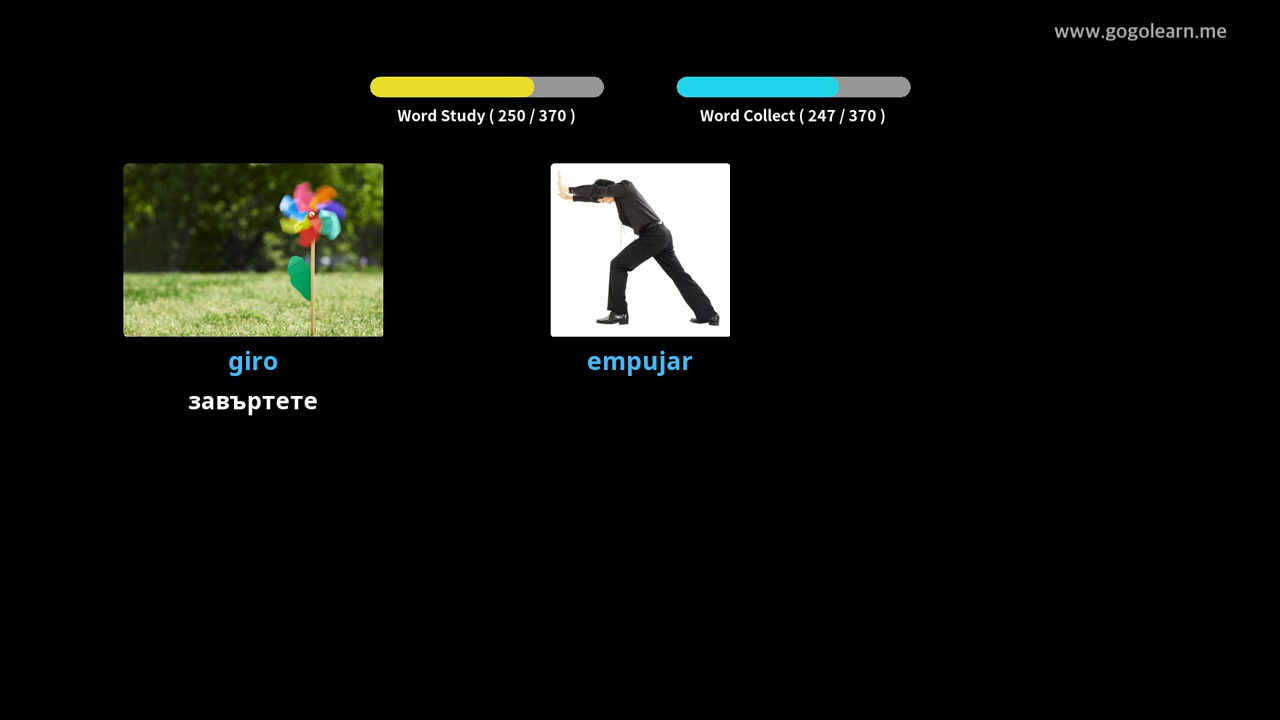 www.gogolearn.me
Word Study ( 250 / 370 )
Word Collect ( 247 / 370 )
giro
empujar
завъртете